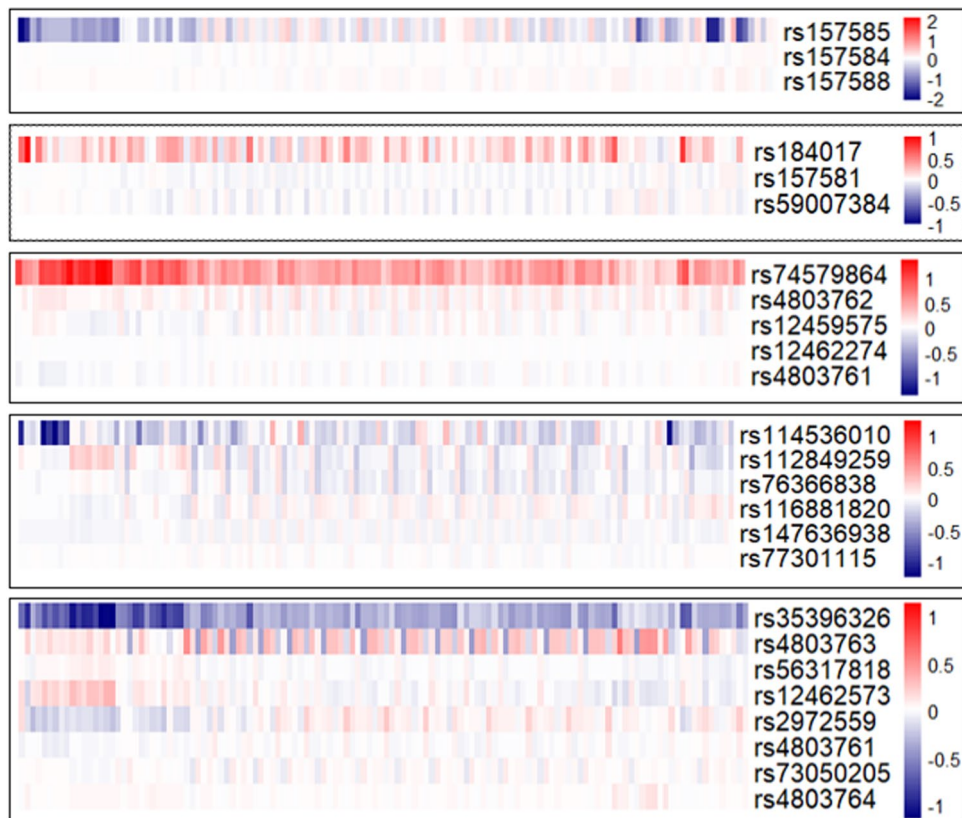 rs157585
rs157584
rs157588
2
1
0
-1
-2
rs184017
rs157581
rs59007384
1
0.5
0
-0.5
-1
rs74579864
rs4803762
rs12459575
rs12462274
rs4803761
1
0.5
0
-0.5
-1
rs114536010
rs112849259
rs76366838
rs116881820
rs147636938
rs77301115
1
0.5
0
-0.5
-1
rs35396326
rs4803763
rs56317818
rs12462573
rs2972559
rs4803761
rs73050205
rs4803764
1
0.5
0
-0.5
-1